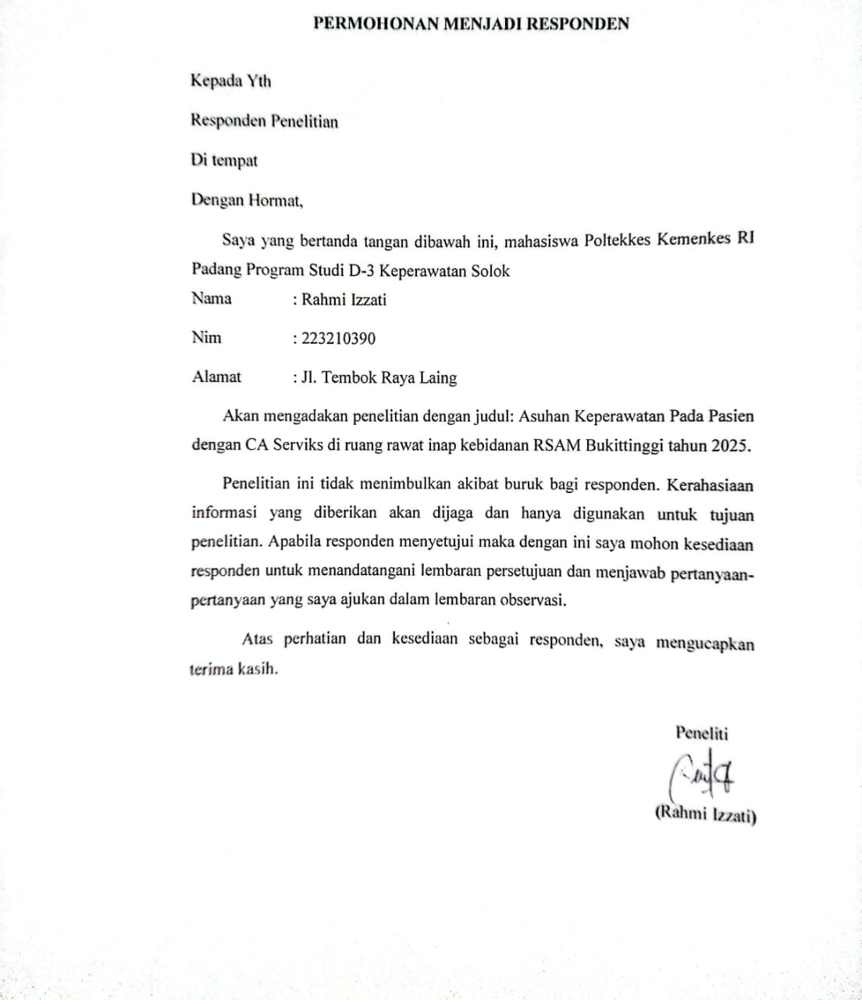 PERMOHONAN MENJADI RESPONDEN
Kepada Yth
Responden Penelitian
Di tempat
Dengan Hormat,
Saya yang bertanda tangan dibawah ini, mahasiswa Poltekkes Kemenkes RI
Padang Program Studi D-3 Keperawatan Solok
Nama : Rahmi Izzati
Nim : 223210390
Alamat : Jl. Tembok Raya Laing
Akan mengadakan penelitian dengan judul: Asuhan Keperawatan Pada Pasien
dengan CA Serviks di ruang rawat inap kebidanan RSAM Bukittinggi tahun 2025.
Penelitian ini tidak menimbulkan akibat buruk bagi responden. Kerahasiaan
informasi yang diberikan akan dijaga dan hanya digunakan untuk tujuan
penelitian. Apabila responden menyetujui maka dengan ini saya mohon kesediaan
responden untuk menandatangani lembaran persetujuan dan menjawab pertanyaan-
pertanyaan yang saya ajukan dalam lembaran observasi.
Atas perhatian dan kesediaan sebagai responden, saya mengucapkan
terima kasih.
Peneliti
(Rahmi Izzati)